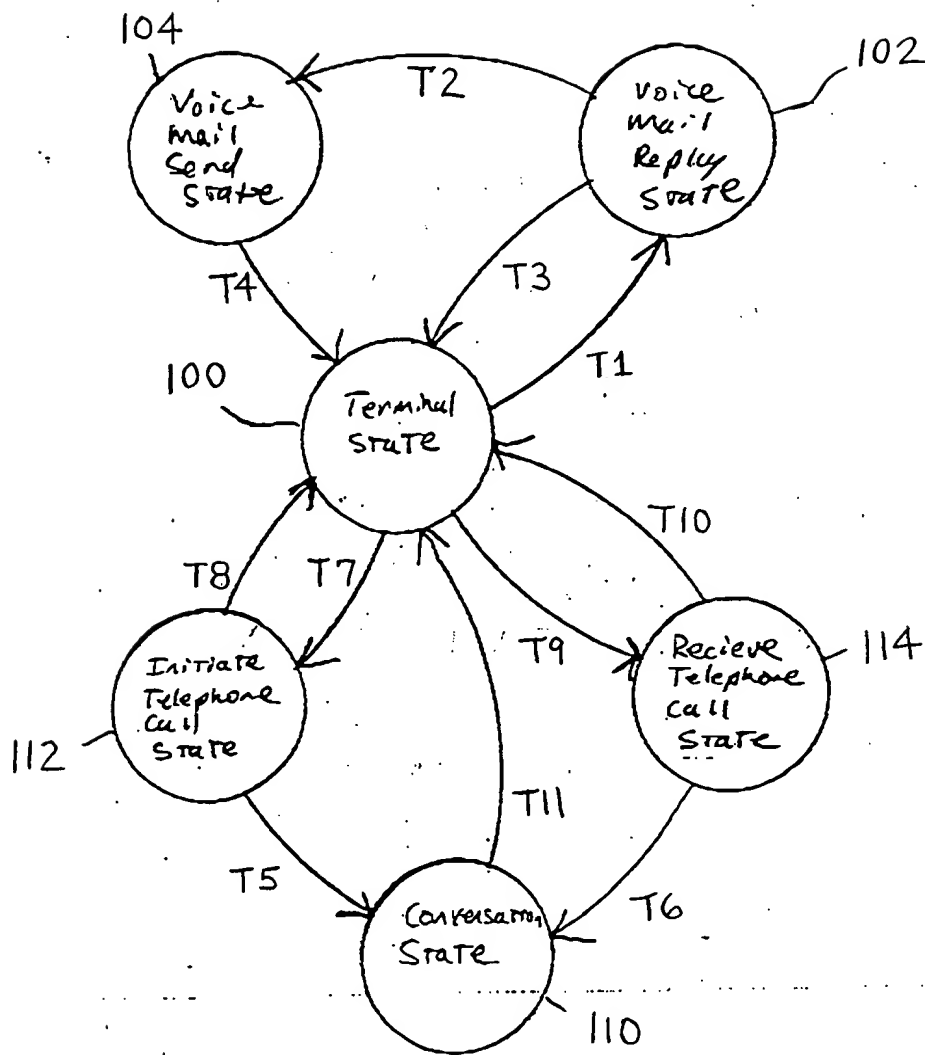 104
Voice
Mail
Send
State
T2
102
Voice
Mail
Replay
State
T4
T3
T1
100
Terminal
State
T8
T7
T10
T9
112
Initiate
Telephone
Call
State
114
Recieve
Telephone
Call
State
T5
T11
T6
Conversation
State
110